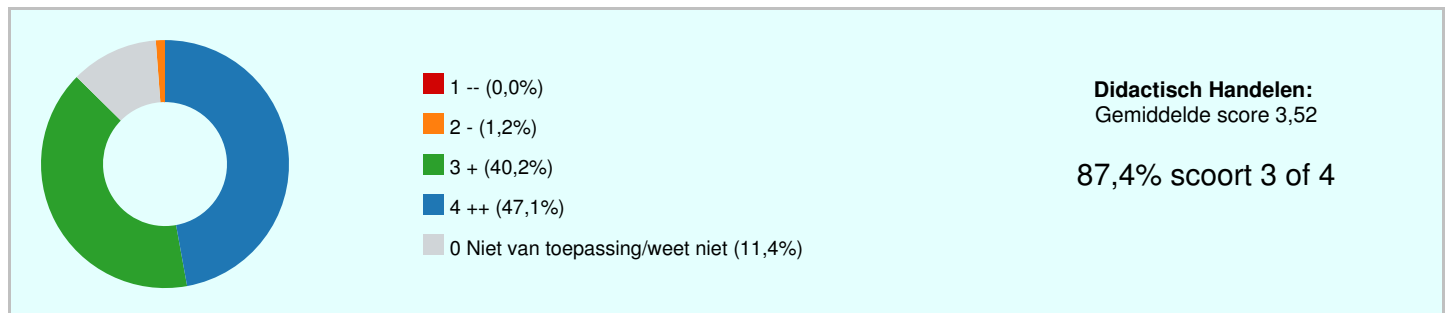 1 -- (0,0%)
2 - (1,2%)
3 + (40,2%)
4 ++ (47,1%)
0 Niet van toepassing/weet niet (11,4%)
Didactisch Handelen:
Gemiddelde score 3,52
87,4% scoort 3 of 4